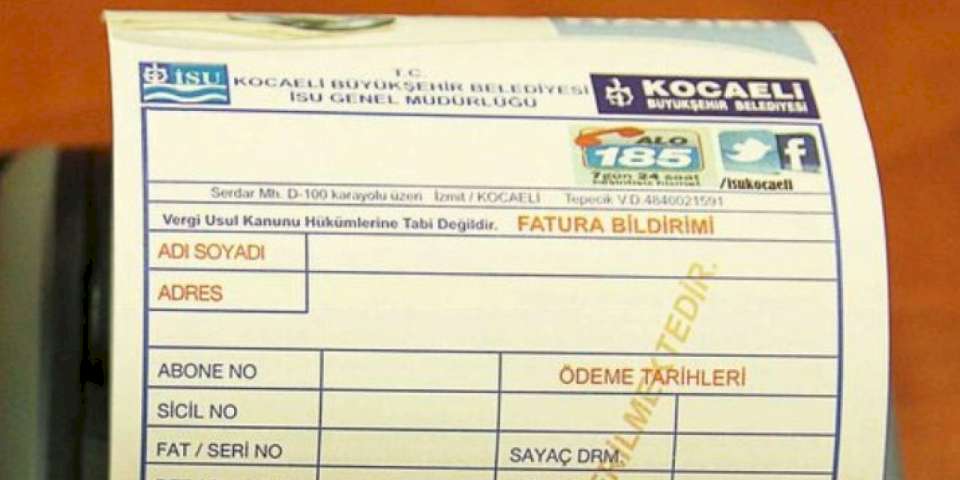 İSU
T.C.
KOCAELİ BÜYÜKŞEHİR BELEDİYESİ
İSU GENEL MÜDÜRLÜĞÜ
KOCAELİ
BÜYÜKŞEHİR BELEDİYESİ
ALO
185
7 gün 24 saat
/isukocaeli
Serdar Mh. D-100 karayolu üzeri İzmit / KOCAELİ Tepecik V.D.4840021591
Vergi Usul Kanunu Hükümlerine Tabi Değildir. FATURA BİLDİRİMİ
ADI SOYADI
ADRES
ABONE NO
ÖDEME TARİHLERİ
SİCİL NO
FAT / SERİ NO
SAYAÇ DRM.